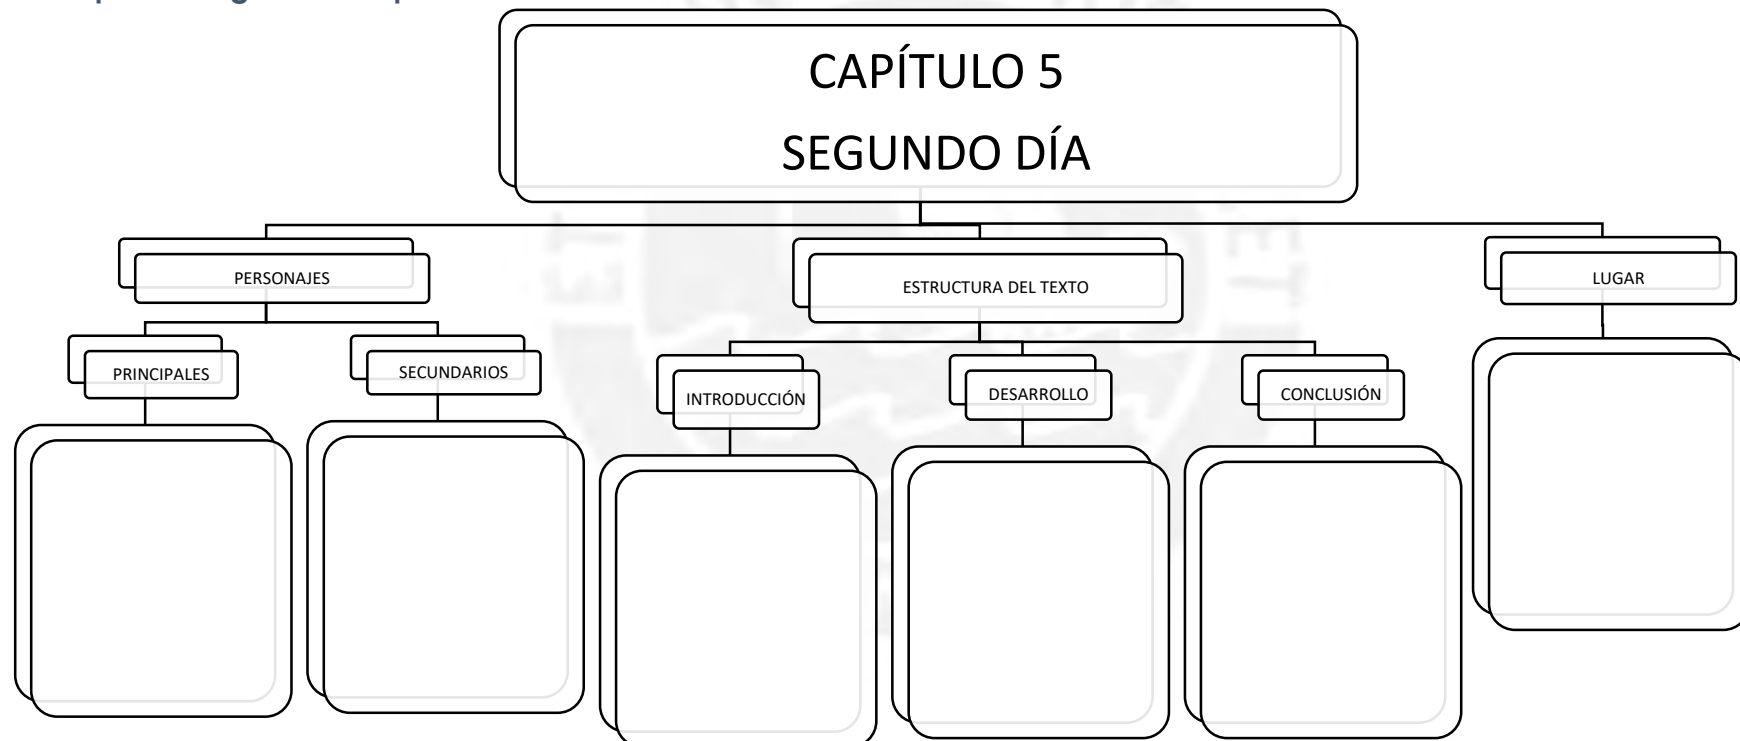 CAPÍTULO 5
SEGUNDO DÍA
PERSONAJES
ESTRUCTURA DEL TEXTO
LUGAR
PRINCIPALES
SECUNDARIOS
INTRODUCCIÓN
DESARROLLO
CONCLUSIÓN